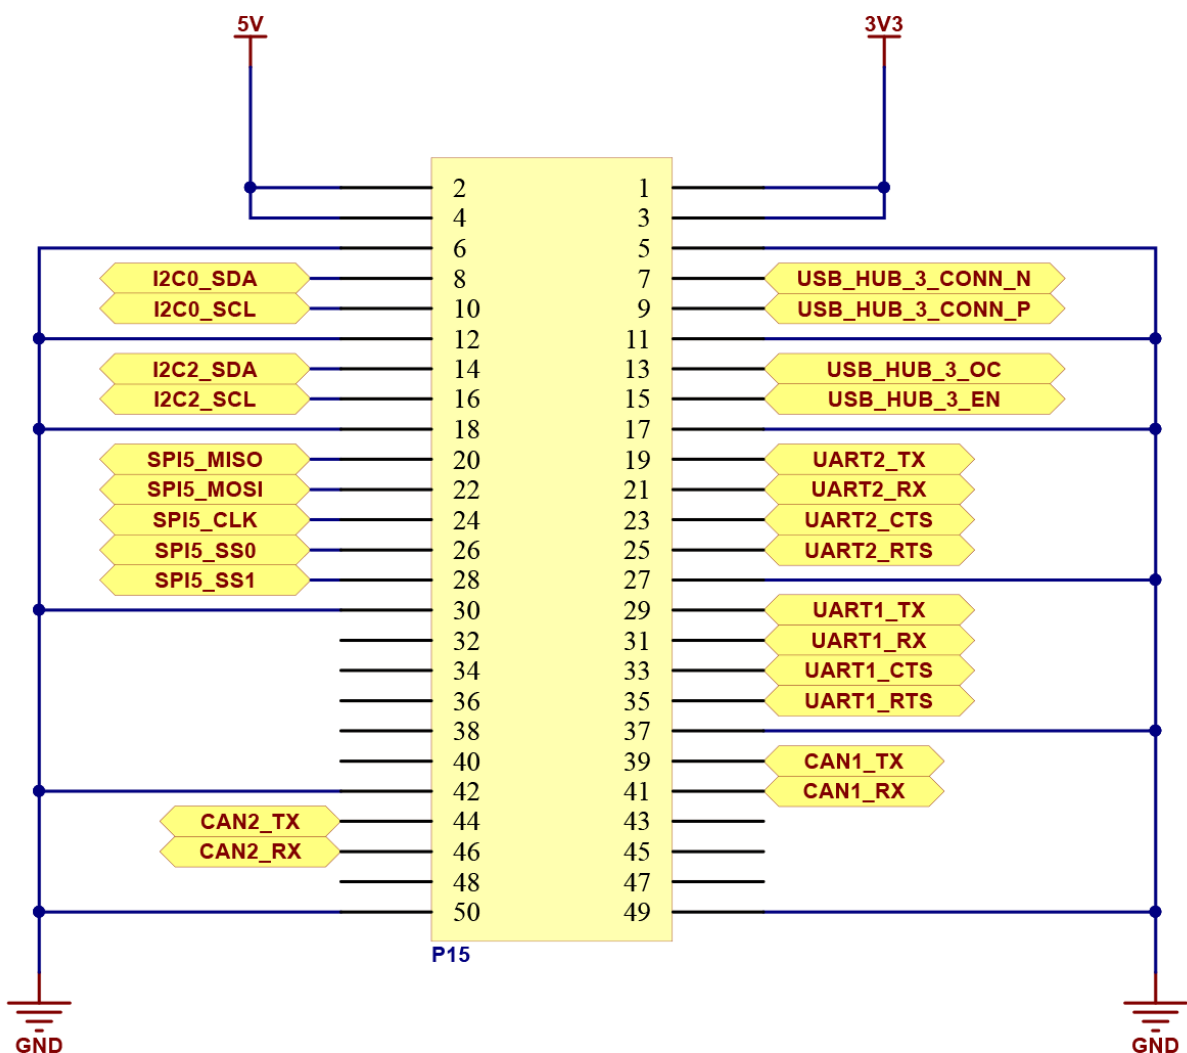 5V 3V3
2 1
4 3
6 5
I2C0_SDA 8 7 USB_HUB_3_CONN_N
I2C0_SCL 10 9 USB_HUB_3_CONN_P
12 11
I2C2_SDA 14 13 USB_HUB_3_OC
I2C2_SCL 16 15 USB_HUB_3_EN
18 17
SPI5_MISO 20 19 UART2_TX
SPI5_MOSI 22 21 UART2_RX
SPI5_CLK 24 23 UART2_CTS
SPI5_SS0 26 25 UART2_RTS
SPI5_SS1 28 27
30 29 UART1_TX
32 31 UART1_RX
34 33 UART1_CTS
36 35 UART1_RTS
38 37
40 39 CAN1_TX
42 41 CAN1_RX
CAN2_TX 44 43
CAN2_RX 46 45
48 47
50 49
P15
GND GND